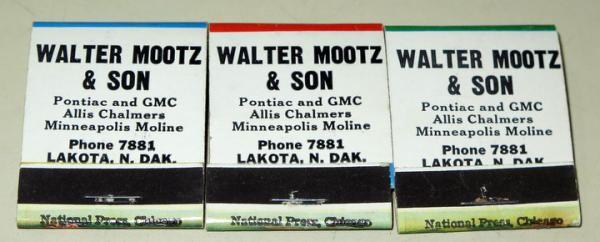 WALTER MOOTZ
& SON
Pontiac and GMC
Allis Chalmers
Minneapolis Moline
Phone 7881
LAKOTA, N. DAK.
National Press, Chicago
WALTER MOOTZ
& SON
Pontiac and GMC
Allis Chalmers
Minneapolis Moline
Phone 7881
LAKOTA, N. DAK.
National Press, Chicago
WALTER MOOTZ
& SON
Pontiac and GMC
Allis Chalmers
Minneapolis Moline
Phone 7881
LAKOTA, N. DAK.
National Press, Chicago